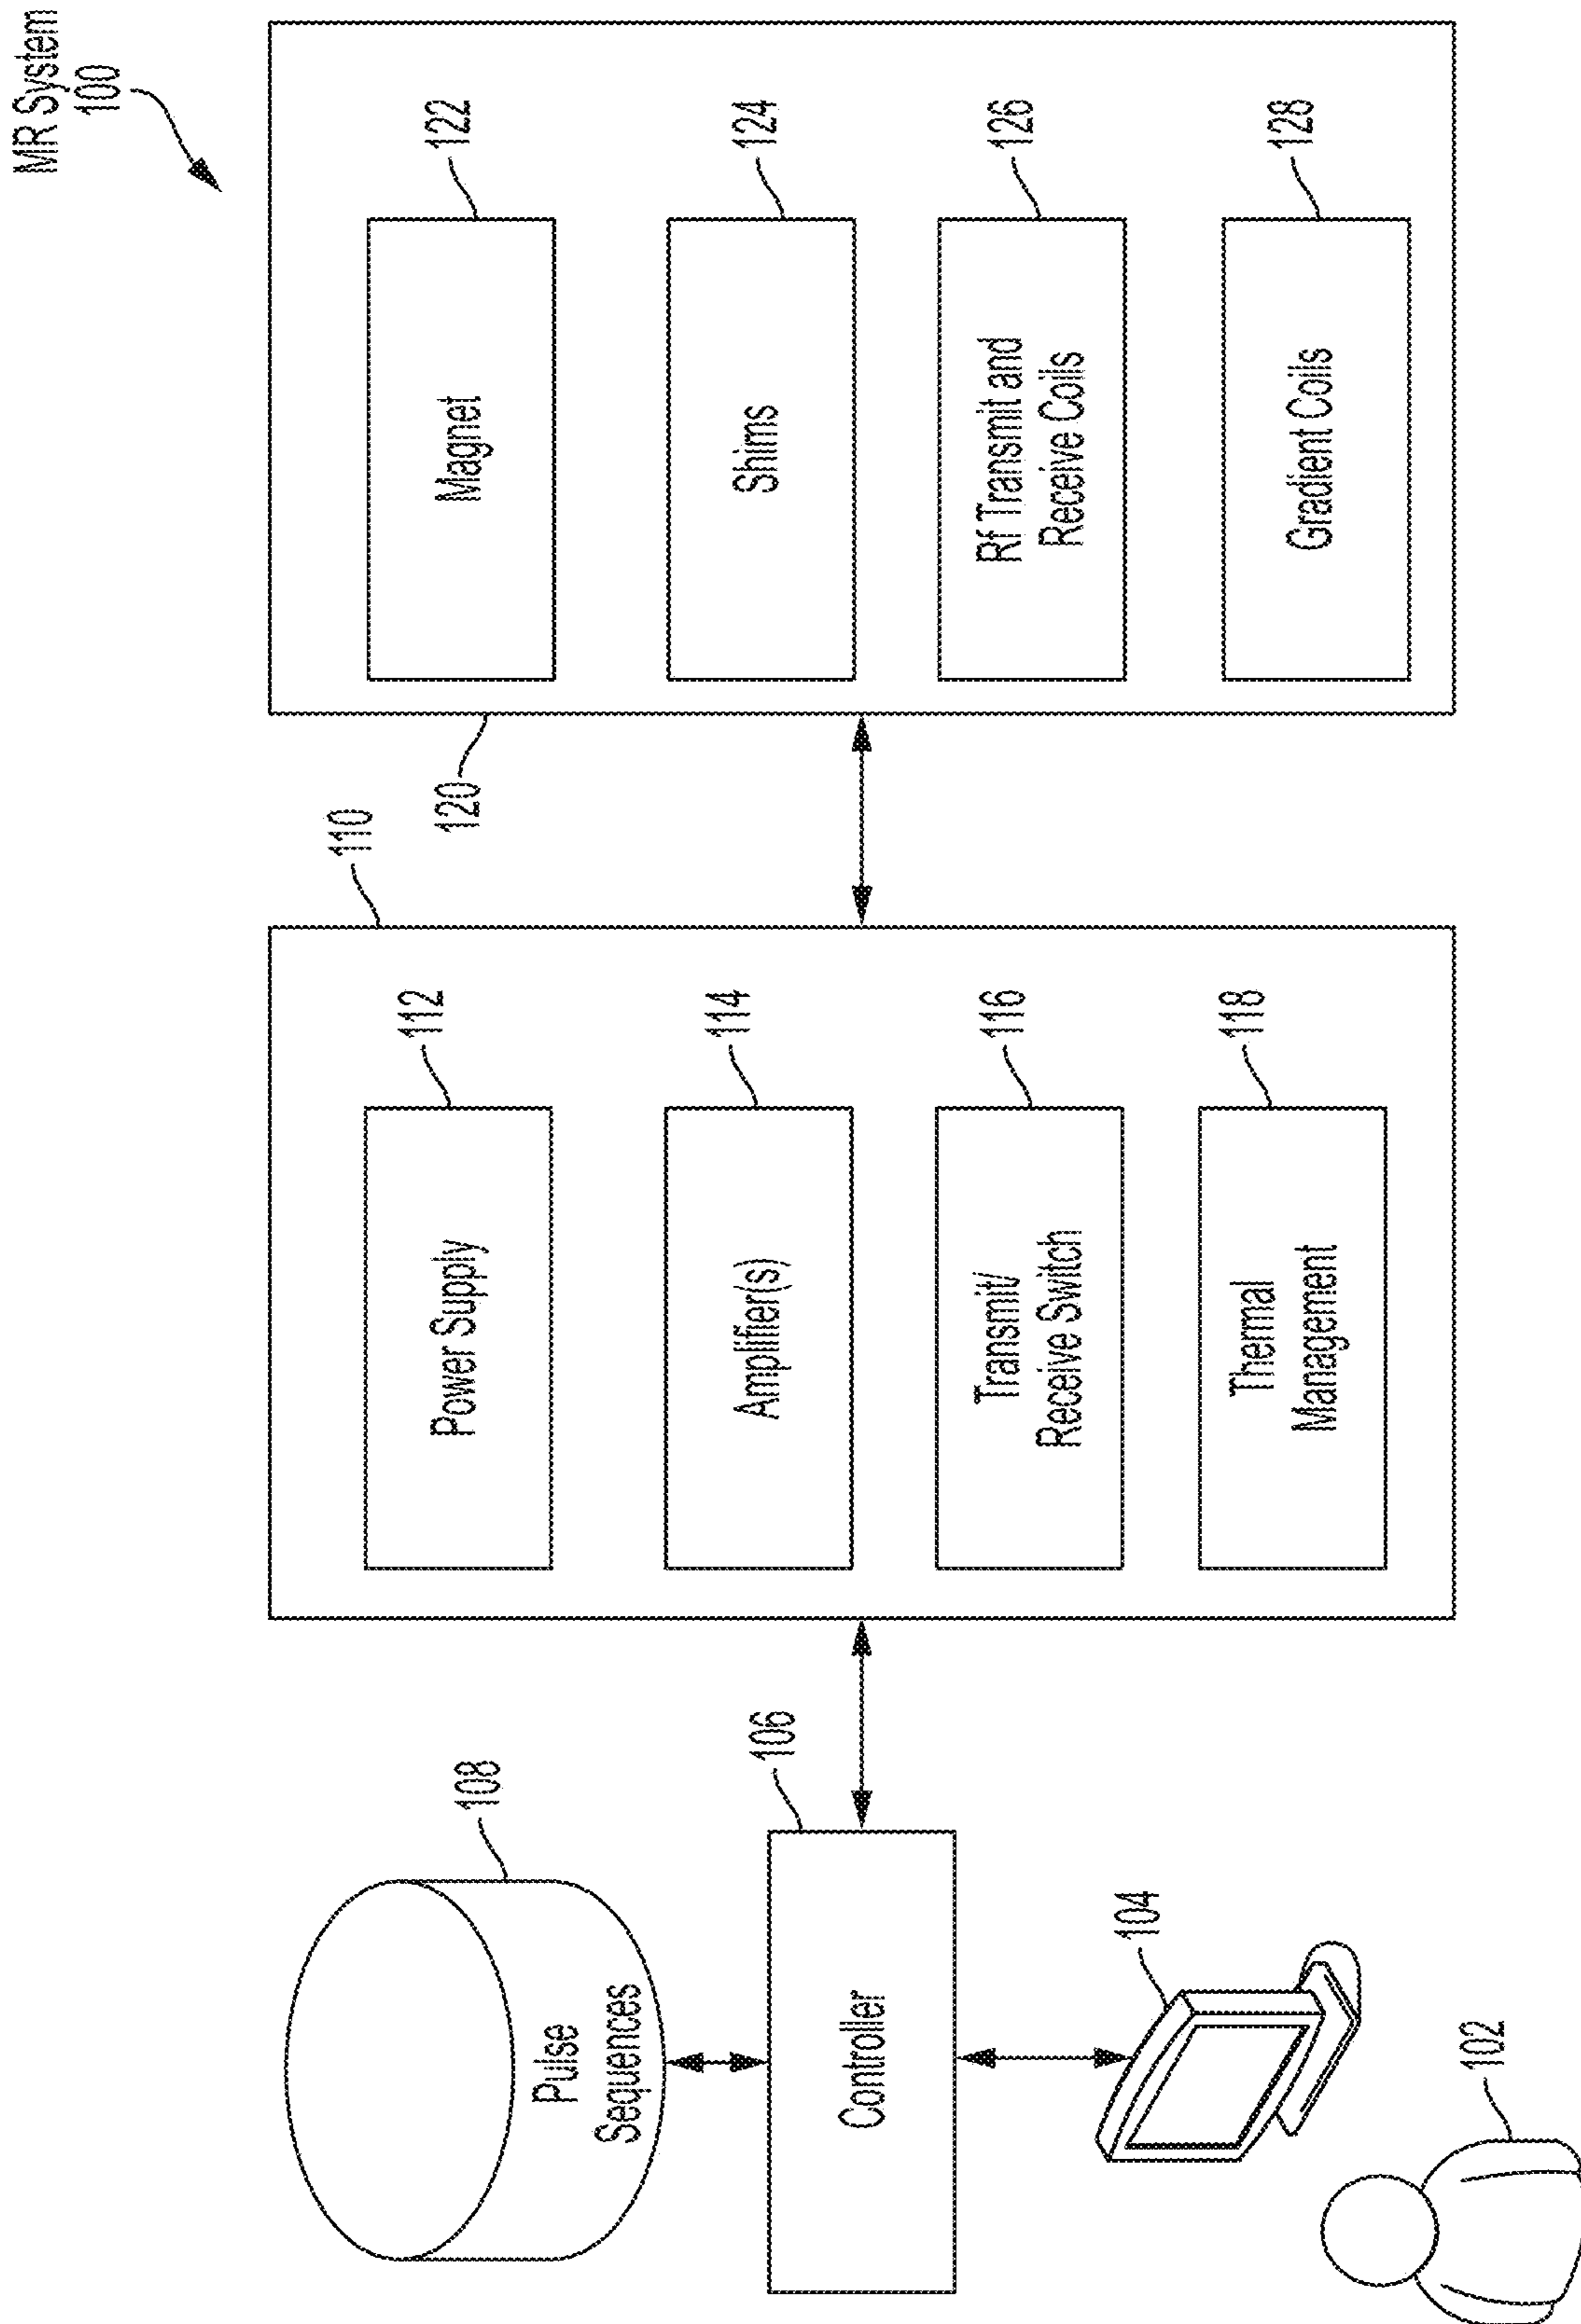 MR System
100
108
Pulse
Sequences
106
Controller
104
102
110
112
Power Supply
114
Amplifier(s)
116
Transmit/
Receive Switch
118
Thermal
Management
120
122
Magnet
124
Shims
126
Rf Transmit and
Receive Coils
128
Gradient Coils